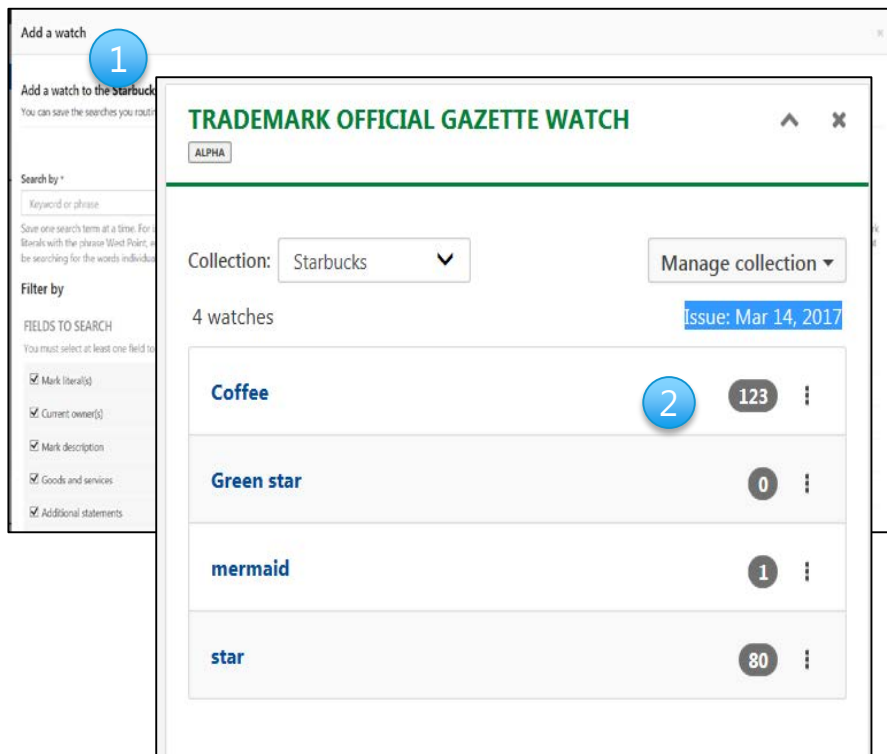 Add a watch
1
Add a watch to the Starbuck
You can save the searches you routin
Search by *
Keyword or phrase
Save one search term at a time. For i
literals with the phrase West Point, e
be searching for the words individua
Filter by
FIELDS TO SEARCH
You must select at least one field to
Mark literal(s)
Current owner(s)
Mark description
Goods and services
Additional statements
TRADEMARK OFFICIAL GAZETTE WATCH
ALPHA
Collection: Starbucks Manage collection
4 watches Issue: Mar 14, 2017
Coffee 2 123
Green star 0
mermaid 1
star 80